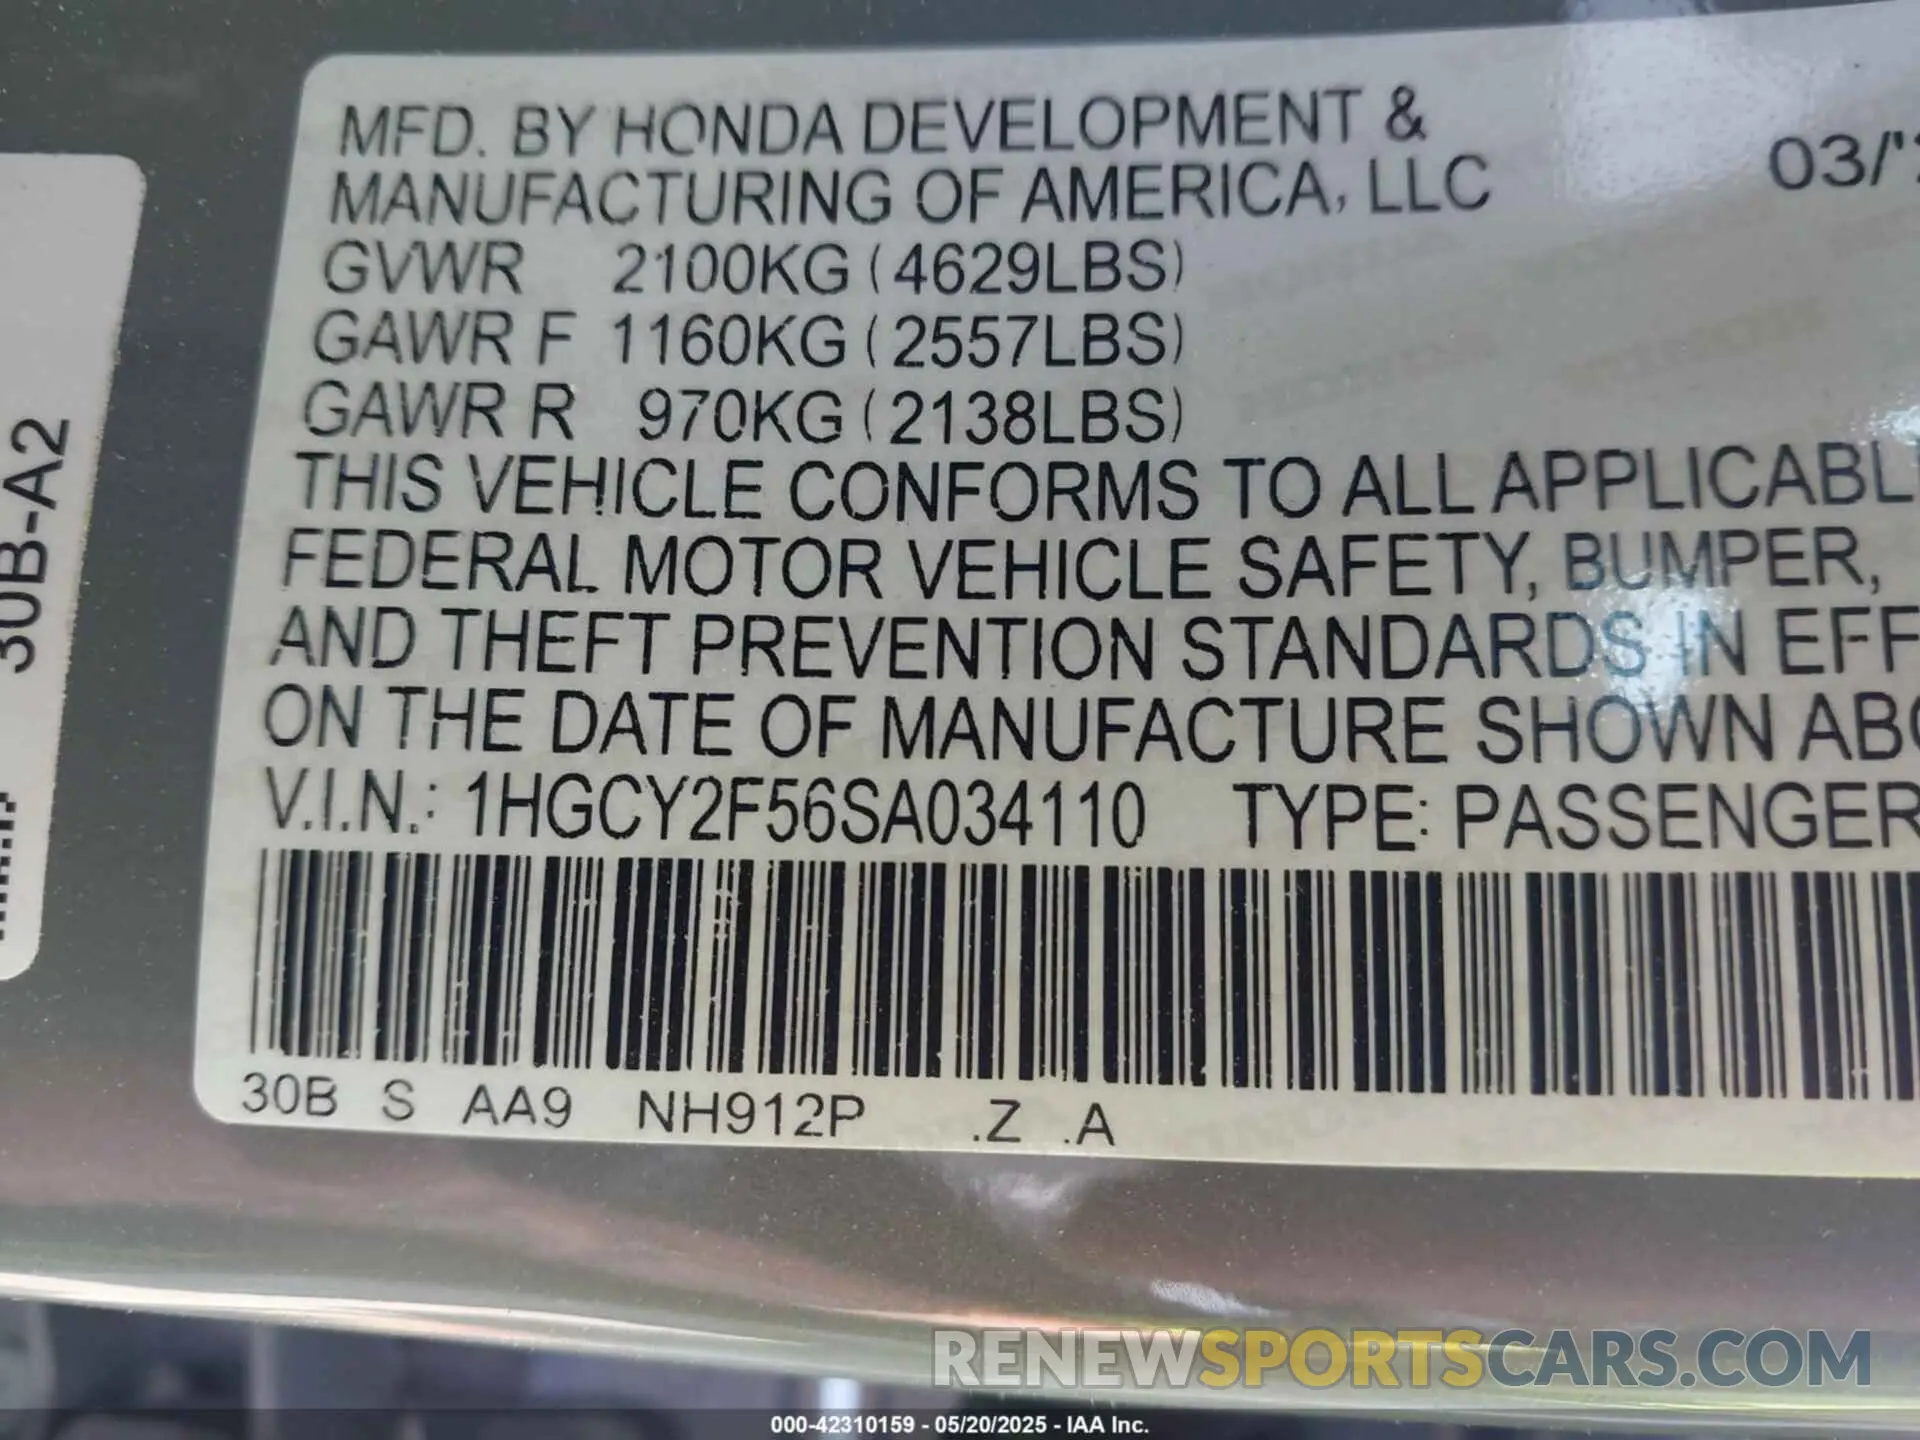 MFD. BY HONDA DEVELOPMENT &
MANUFACTURING OF AMERICA, LLC 03/'
GVWR 2100KG (4629LBS)
GAWR F 1160KG (2557LBS)
GAWR R 970KG (2138LBS)
THIS VEHICLE CONFORMS TO ALL APPLICABL
FEDERAL MOTOR VEHICLE SAFETY, BUMPER,
AND THEFT PREVENTION STANDARDS IN EFF
ON THE DATE OF MANUFACTURE SHOWN ABO
V.I.N.: 1HGCY2F56SA034110 TYPE: PASSENGER
30B S AA9 NH912P .Z .A
30B-A2
RENEWSPORTSCARS.COM
000-42310159 - 05/20/2025 - IAA Inc.